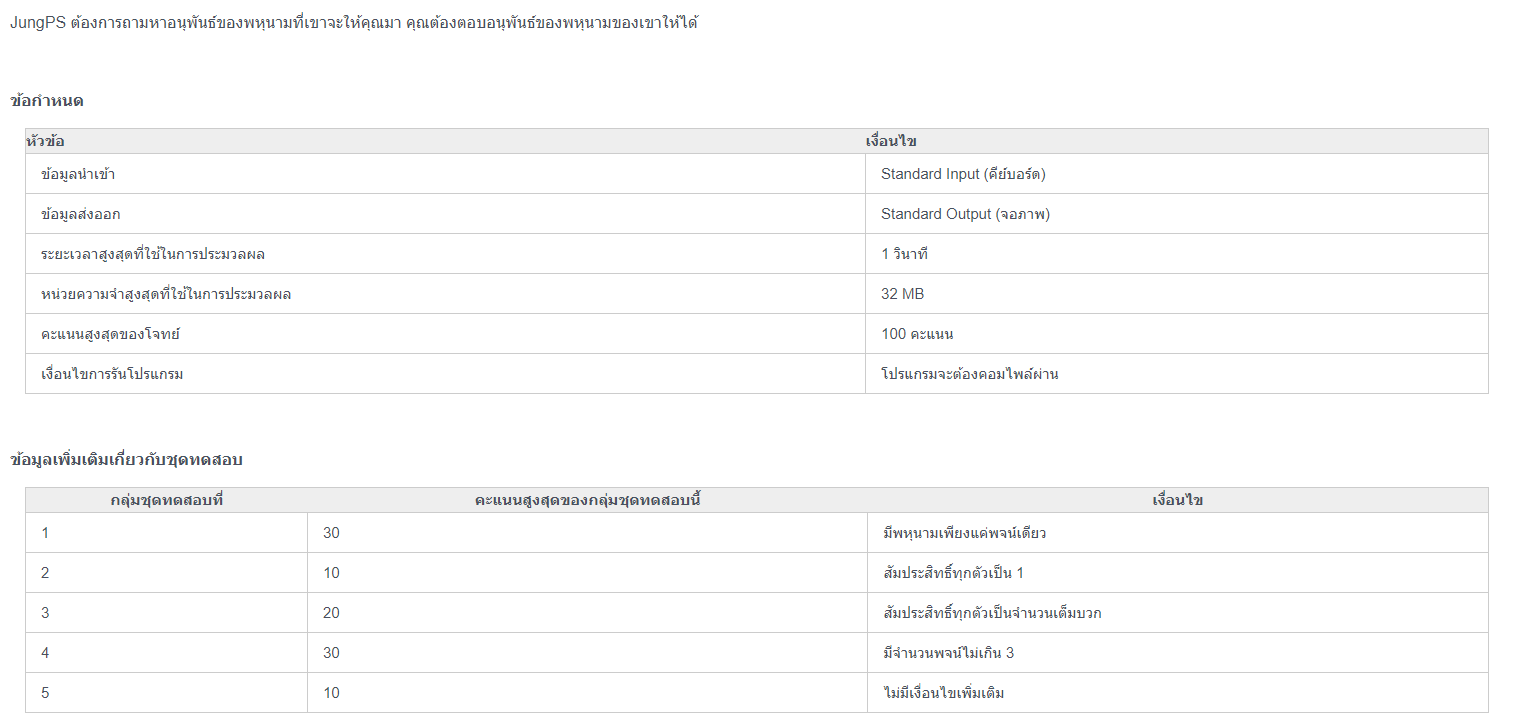 JungPS ต้องการถามหาอนุพันธ์ของพหุนามที่เขาจะให้คุณมา คุณต้องตอบอนุพันธ์ของพหุนามของเขาให้ได้
ข้อกำหนด
หัวข้อ เงื่อนไข
ข้อมูลนำเข้า Standard Input (คีย์บอร์ด)
ข้อมูลส่งออก Standard Output (จอภาพ)
ระยะเวลาสูงสุดที่ใช้ในการประมวลผล 1 วินาที
หน่วยความจำสูงสุดที่ใช้ในการประมวลผล 32 MB
คะแนนสูงสุดของโจทย์ 100 คะแนน
เงื่อนไขการรันโปรแกรม โปรแกรมจะต้องคอมไพล์ผ่าน
ข้อมูลเพิ่มเติมเกี่ยวกับชุดทดสอบ
กลุ่มชุดทดสอบที่ คะแนนสูงสุดของกลุ่มชุดทดสอบนี้ เงื่อนไข
1 30 มีพหุนามเพียงแค่พจน์เดียว
2 10 สัมประสิทธิ์ทุกตัวเป็น 1
3 20 สัมประสิทธิ์ทุกตัวเป็นจำนวนเต็มบวก
4 30 มีจำนวนพจน์ไม่เกิน 3
5 10 ไม่มีเงื่อนไขเพิ่มเติม